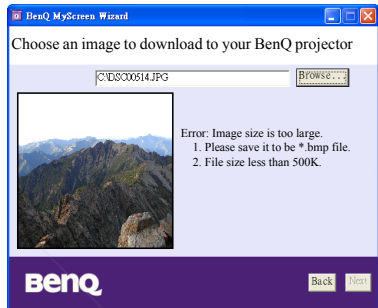 BenQ MyScreen Wizard
Choose an image to download to your BenQ projector
C:\DSC00514.JPG
Browse...
Error: Image size is too large.
1. Please save it to be *.bmp file.
2. File size less than 500K.
BenQ
Back Next